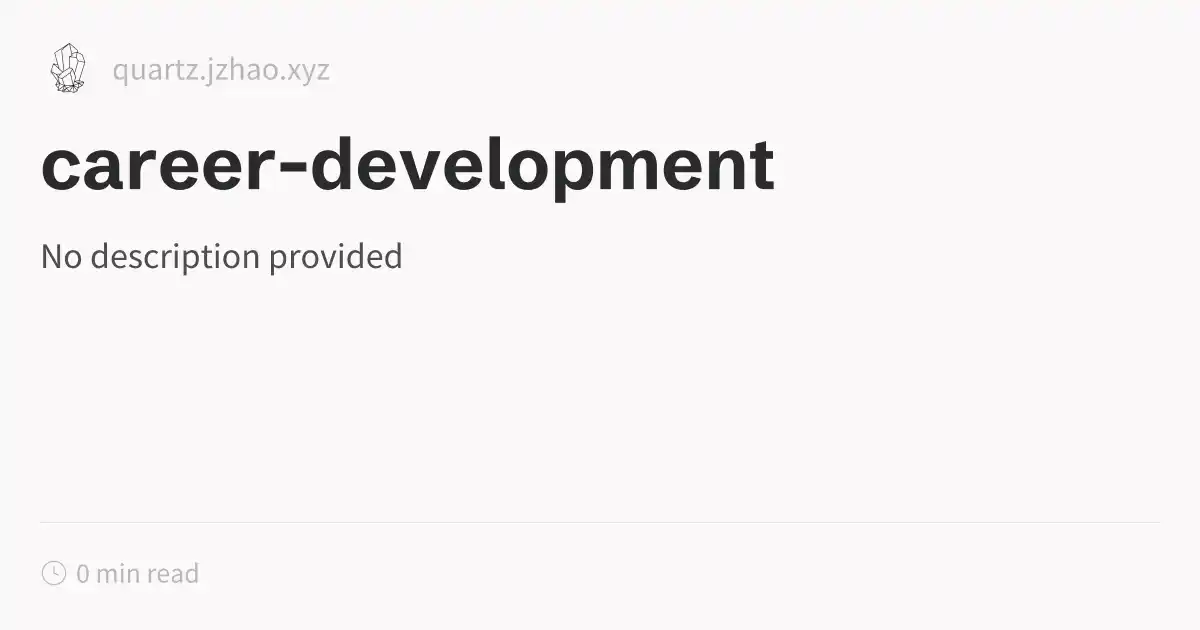 quartz.jzhao.xyz
career-development
No description provided
0 min read